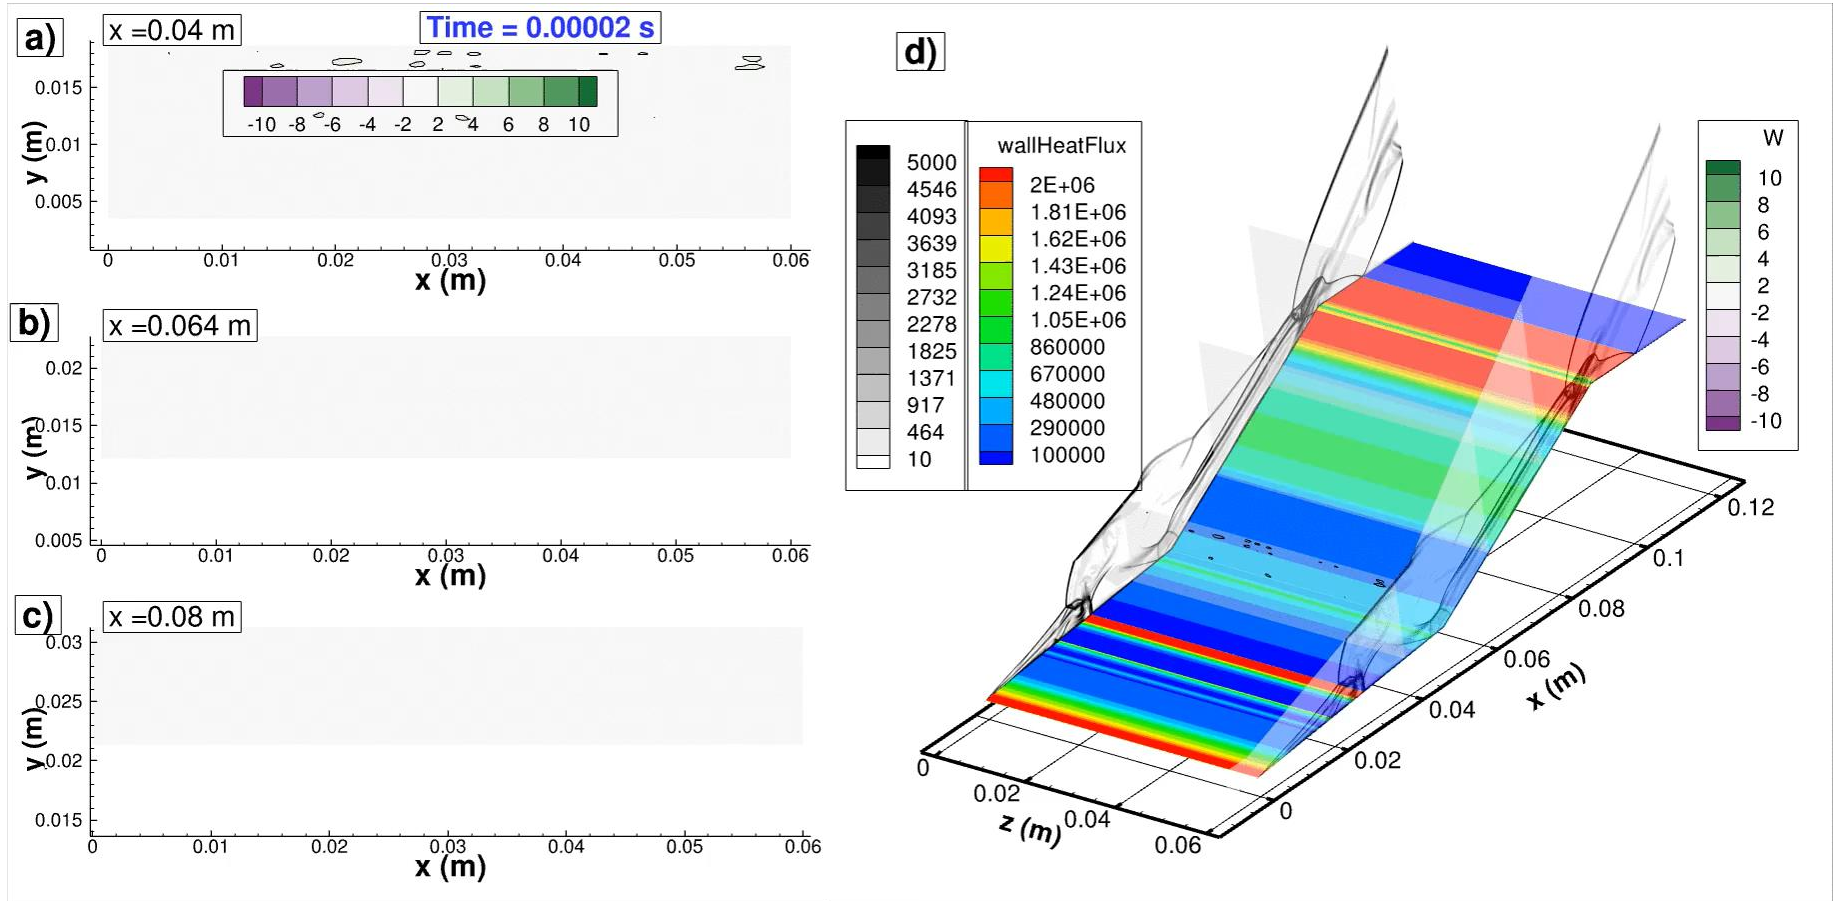 a)
x =0.04 m
Time = 0.00002 s
0.015
0.01
0.005
y (m)
-10 -8 -6 -4 -2 2 4 6 8 10
0 0.01 0.02 0.03 0.04 0.05 0.06
x (m)
b)
x =0.064 m
0.02
0.015
0.01
0.005
y (m)
0 0.01 0.02 0.03 0.04 0.05 0.06
x (m)
c)
x =0.08 m
0.03
0.025
0.02
0.015
y (m)
0 0.01 0.02 0.03 0.04 0.05 0.06
x (m)
d)
5000
4546
4093
3639
3185
2732
2278
1825
1371
917
464
10
wallHeatFlux
2E+06
1.81E+06
1.62E+06
1.43E+06
1.24E+06
1.05E+06
860000
670000
480000
290000
100000
W
10
8
6
4
2
-2
-4
-6
-8
-10
0.12
0.1
0.08
0.06
0.04
0.02
0
x (m)
0
0.02
0.04
0.06
z (m)